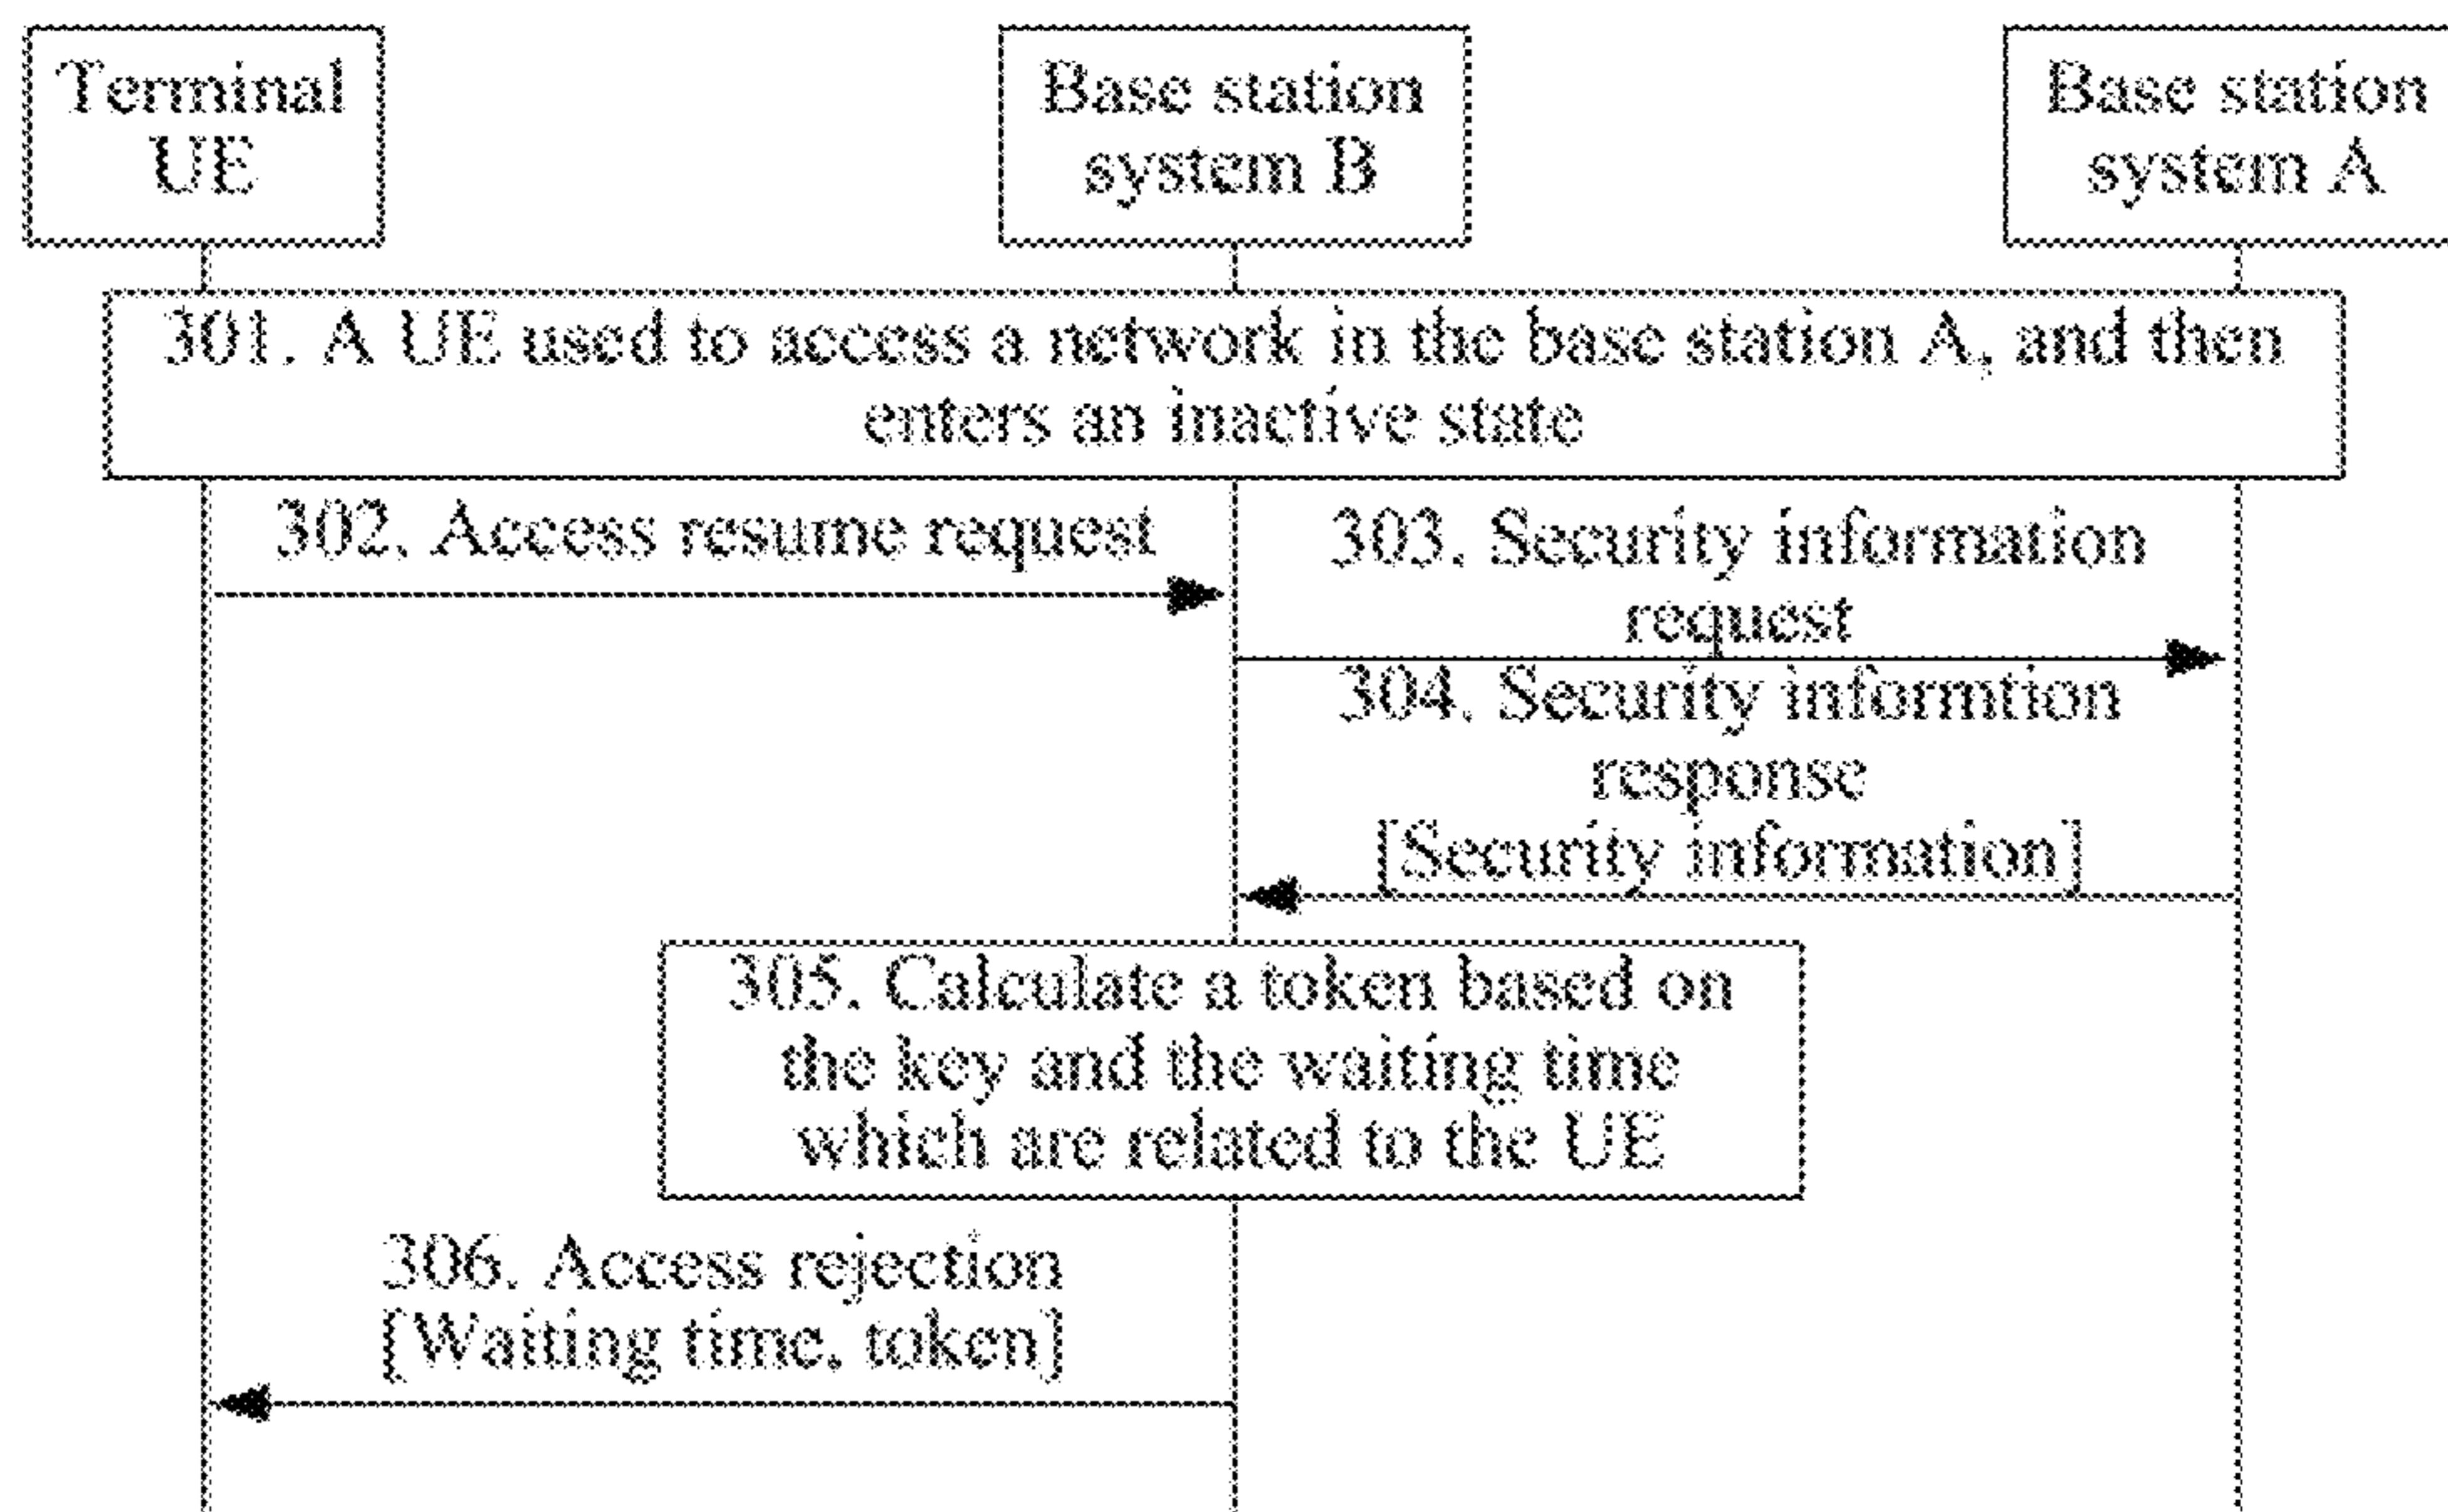 Terminal
UE
Base station
system B
Base station
system A
301. A UE used to access a network in the base station A, and then
enters an inactive state
302. Access resume request
303. Security information
request
304. Security informtion
response
[Security information]
305. Calculate a token based on
the key and the waiting time
which are related to the UE
306. Access rejection
[Waiting time, token]